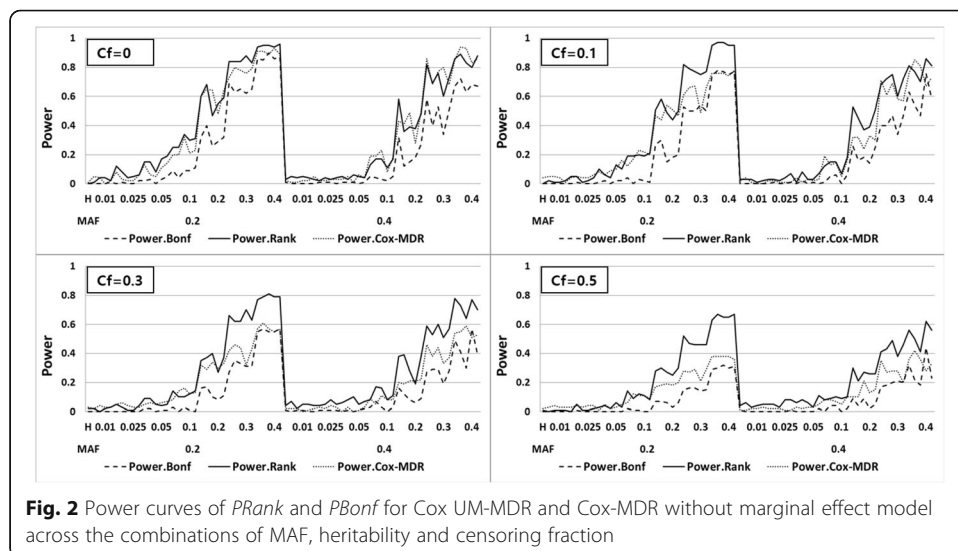 Cf=0
Power
1
0.8
0.6
0.4
0.2
0
H 0.01 0.025 0.05 0.1 0.2 0.3 0.4 0.01 0.025 0.05 0.1 0.2 0.3 0.4
MAF 0.2 0.4
Power.Bonf Power.Rank Power.Cox-MDR
Cf=0.1
Power
1
0.8
0.6
0.4
0.2
0
H 0.01 0.025 0.05 0.1 0.2 0.3 0.4 0.01 0.025 0.05 0.1 0.2 0.3 0.4
MAF 0.2 0.4
Power.Bonf Power.Rank Power.Cox-MDR
Cf=0.3
Power
1
0.8
0.6
0.4
0.2
0
H 0.01 0.025 0.05 0.1 0.2 0.3 0.4 0.01 0.025 0.05 0.1 0.2 0.3 0.4
MAF 0.2 0.4
Power.Bonf Power.Rank Power.Cox-MDR
Cf=0.5
Power
1
0.8
0.6
0.4
0.2
0
H 0.01 0.025 0.05 0.1 0.2 0.3 0.4 0.01 0.025 0.05 0.1 0.2 0.3 0.4
MAF 0.2 0.4
Power.Bonf Power.Rank Power.Cox-MDR
Fig. 2 Power curves of PRank and PBonf for Cox UM-MDR and Cox-MDR without marginal effect model
across the combinations of MAF, heritability and censoring fraction